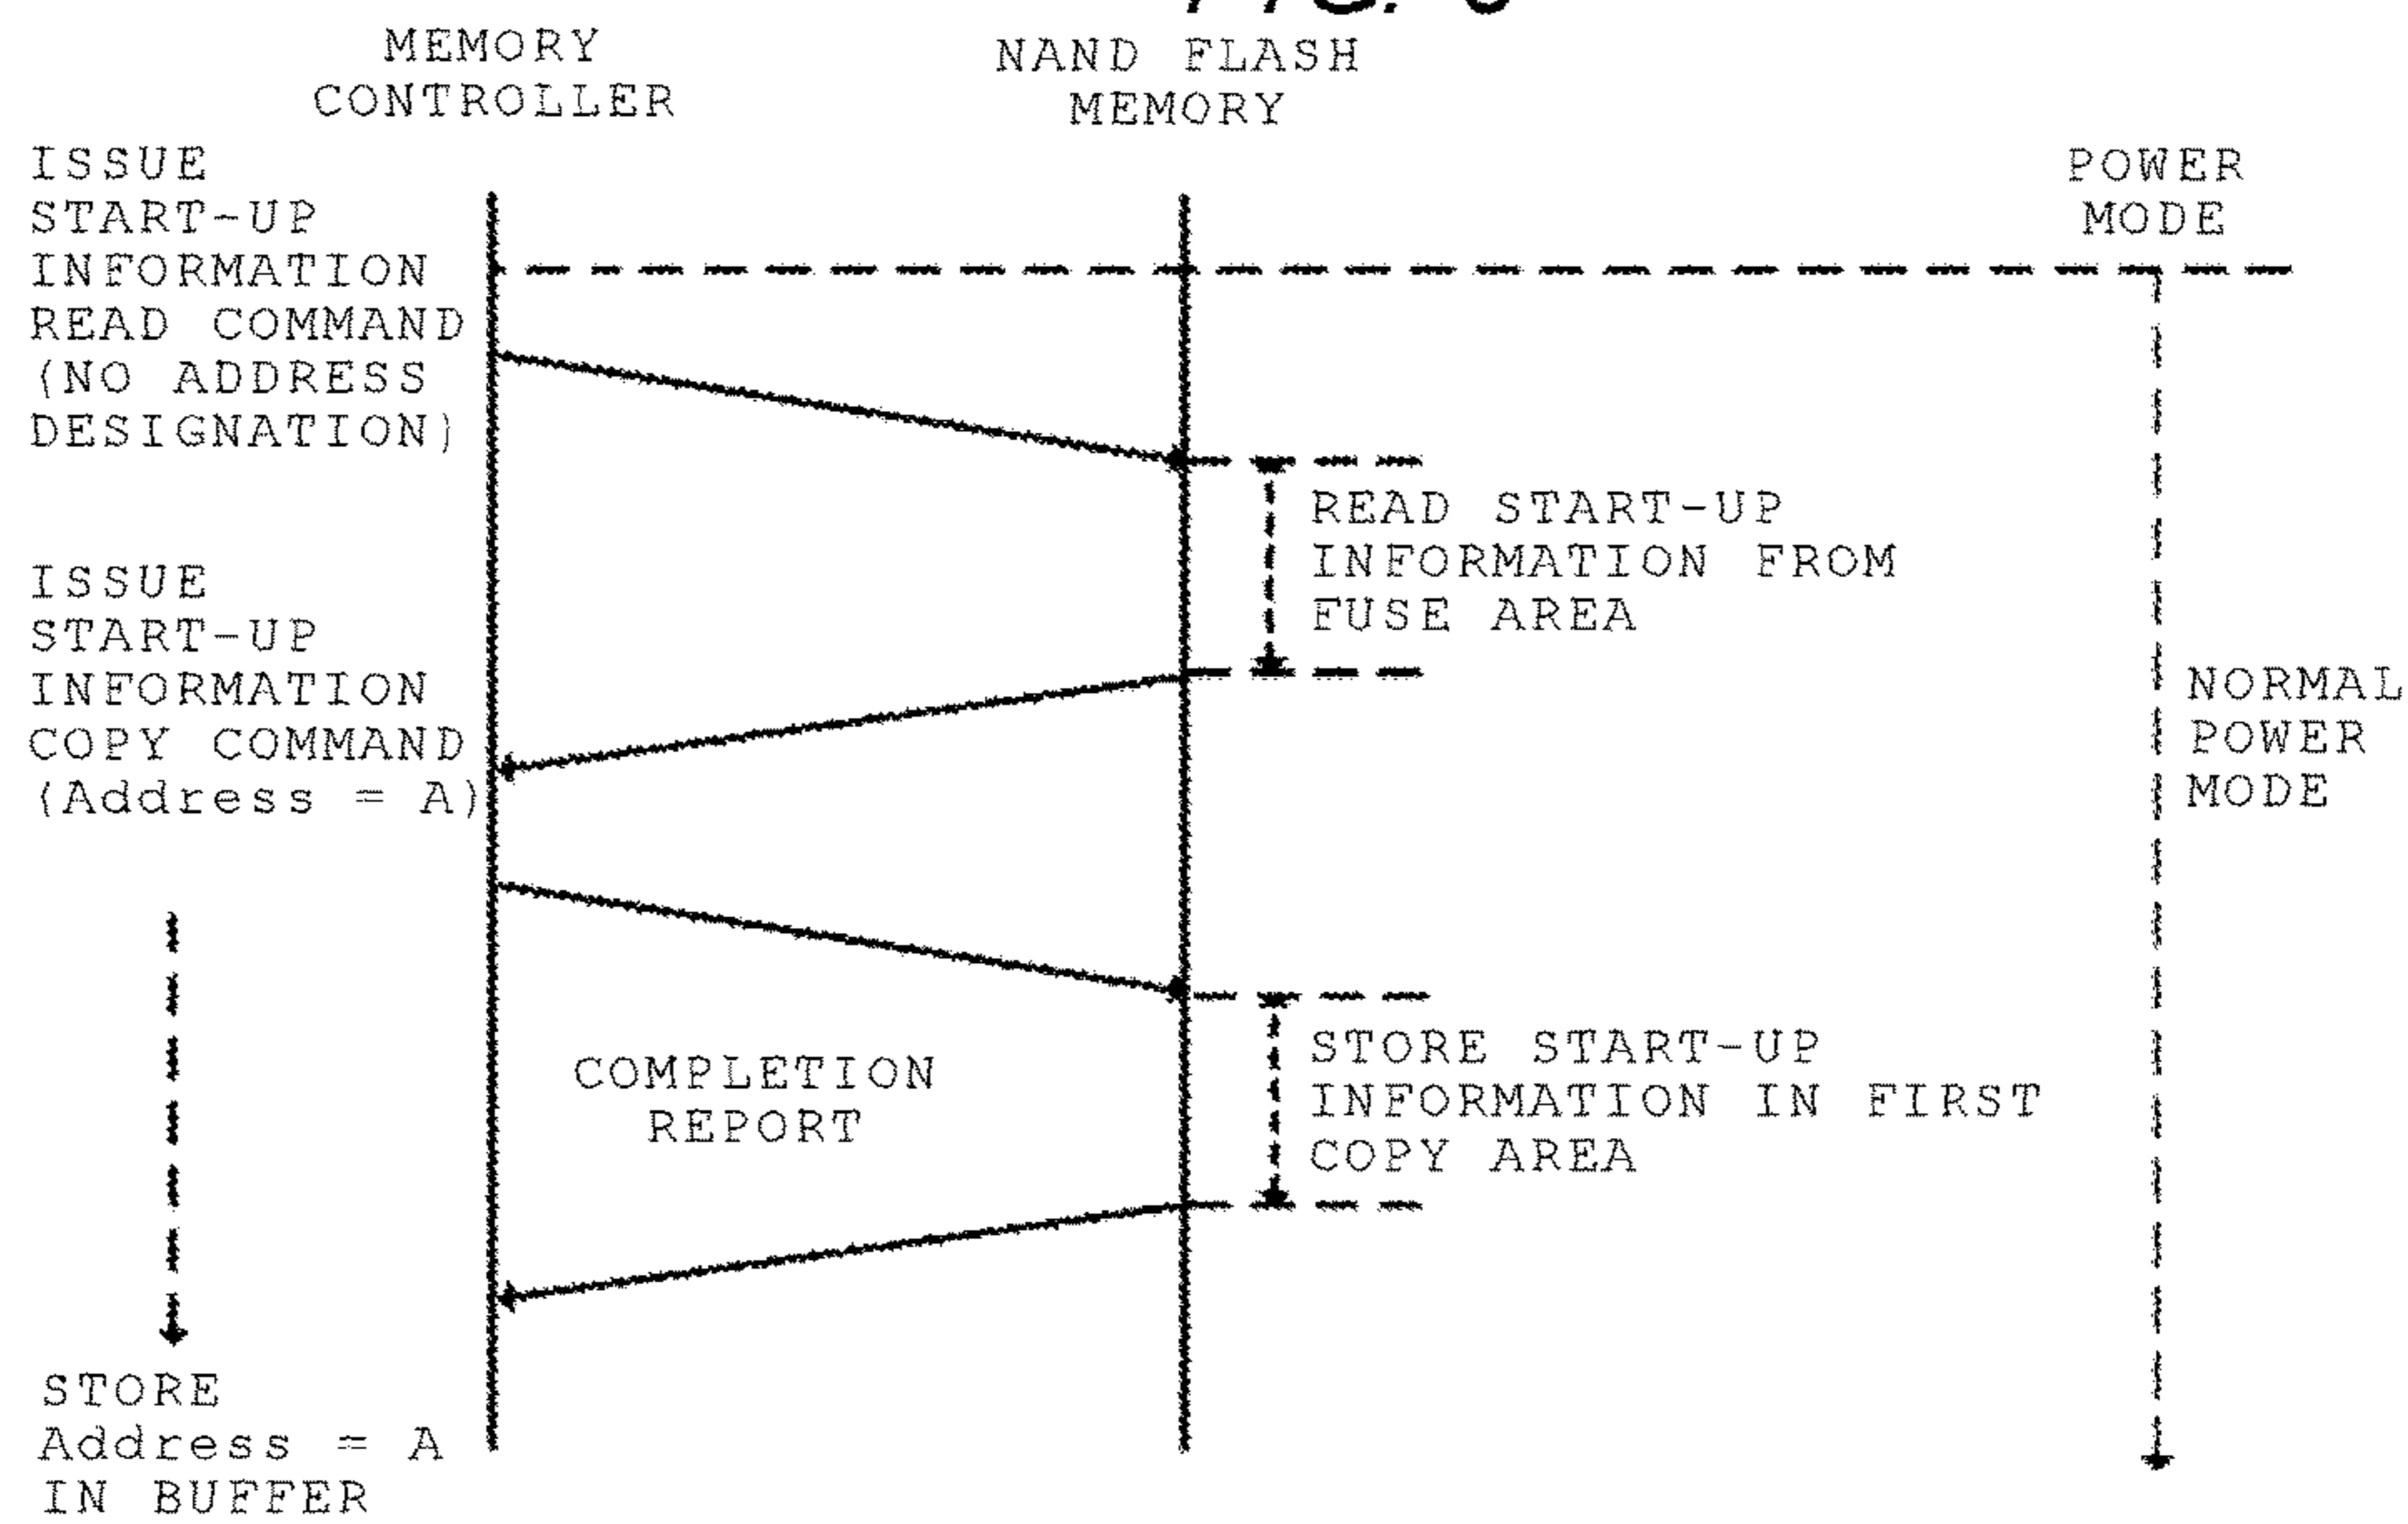 MEMORY
CONTROLLER
NAND FLASH
MEMORY
POWER
MODE
ISSUE
START-UP
INFORMATION
READ COMMAND
(NO ADDRESS
DESIGNATION)
READ START-UP
INFORMATION FROM
FUSE AREA
ISSUE
START-UP
INFORMATION
COPY COMMAND
(Address = A)
NORMAL
POWER
MODE
COMPLETION
REPORT
STORE START-UP
INFORMATION IN FIRST
COPY AREA
STORE
Address = A
IN BUFFER